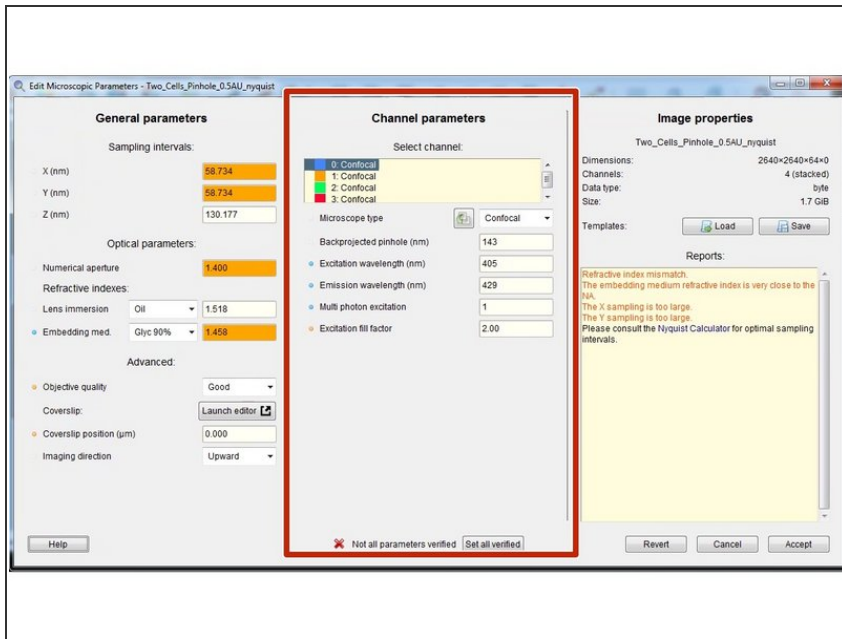 Edit Microscopic Parameters - Two_Cells_Pinhole_0.5AU_nyquist
General parameters
Sampling intervals:
X (nm) 58.734
Y (nm) 58.734
Z (nm) 130.177
Optical parameters:
Numerical aperture 1.400
Refractive indexes:
Lens immersion Oil 1.518
Embedding med. Glyc 90% 1.458
Advanced:
Objective quality Good
Coverslip: Launch editor
Coverslip position (µm) 0.000
Imaging direction Upward
Help
Channel parameters
Select channel:
0: Confocal
1: Confocal
2: Confocal
3: Confocal
Microscope type Confocal
Backprojected pinhole (nm) 143
Excitation wavelength (nm) 405
Emission wavelength (nm) 429
Multi photon excitation 1
Excitation fill factor 2.00
Not all parameters verified Set all verified
Image properties
Two_Cells_Pinhole_0.5AU_nyquist
Dimensions: 2640×2640×64×0
Channels: 4 (stacked)
Data type: byte
Size: 1.7 GiB
Templates: Load Save
Reports:
Refractive index mismatch.
The embedding medium refractive index is very close to the
NA.
The X sampling is too large.
The Y sampling is too large.
Please consult the Nyquist Calculator for optimal sampling
intervals.
Revert Cancel Accept